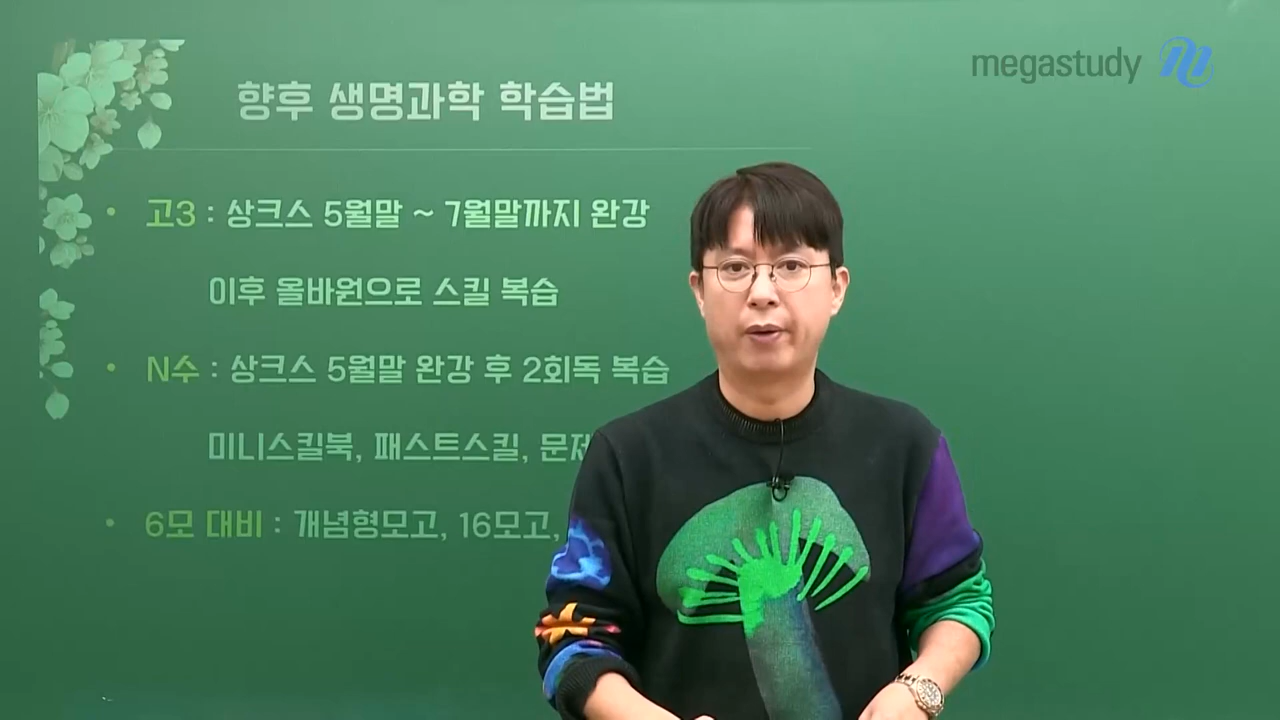 megastudy
향후 생명과학 학습법
• 고3 : 상크스 5월말 ~ 7월말까지 완강
이후 올바원으로 스킬 복습
• N수 : 상크스 5월말 완강 후 2회독 복습
미니스킬북, 패스트스킬,
• 6모 대비 : 개념형모고, 16모고,